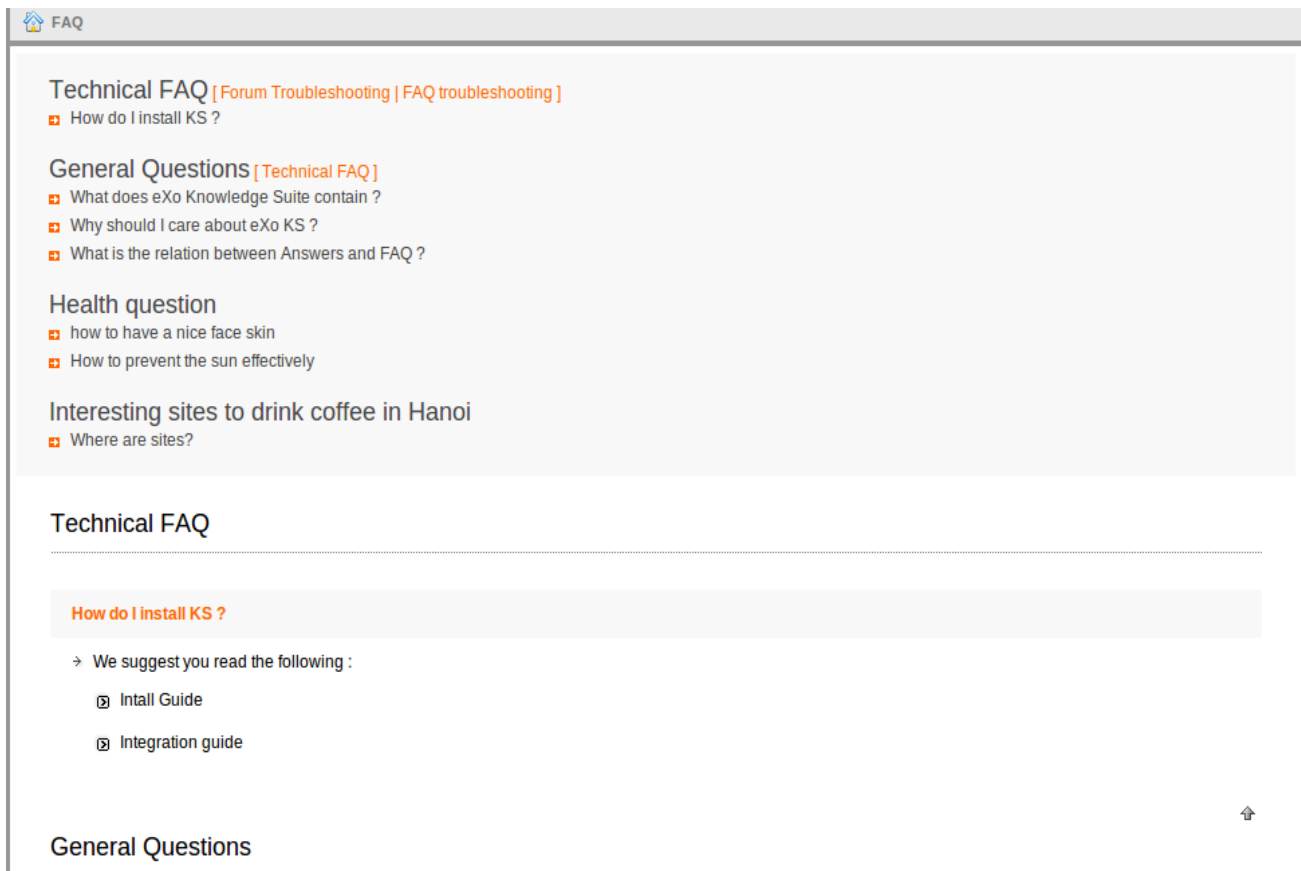 FAQ
Technical FAQ [ Forum Troubleshooting | FAQ troubleshooting ]
How do I install KS ?
General Questions [ Technical FAQ ]
What does eXo Knowledge Suite contain ?
Why should I care about eXo KS ?
What is the relation between Answers and FAQ ?
Health question
how to have a nice face skin
How to prevent the sun effectively
Interesting sites to drink coffee in Hanoi
Where are sites?
Technical FAQ
How do I install KS ?
We suggest you read the following :
Intall Guide
Integration guide
General Questions